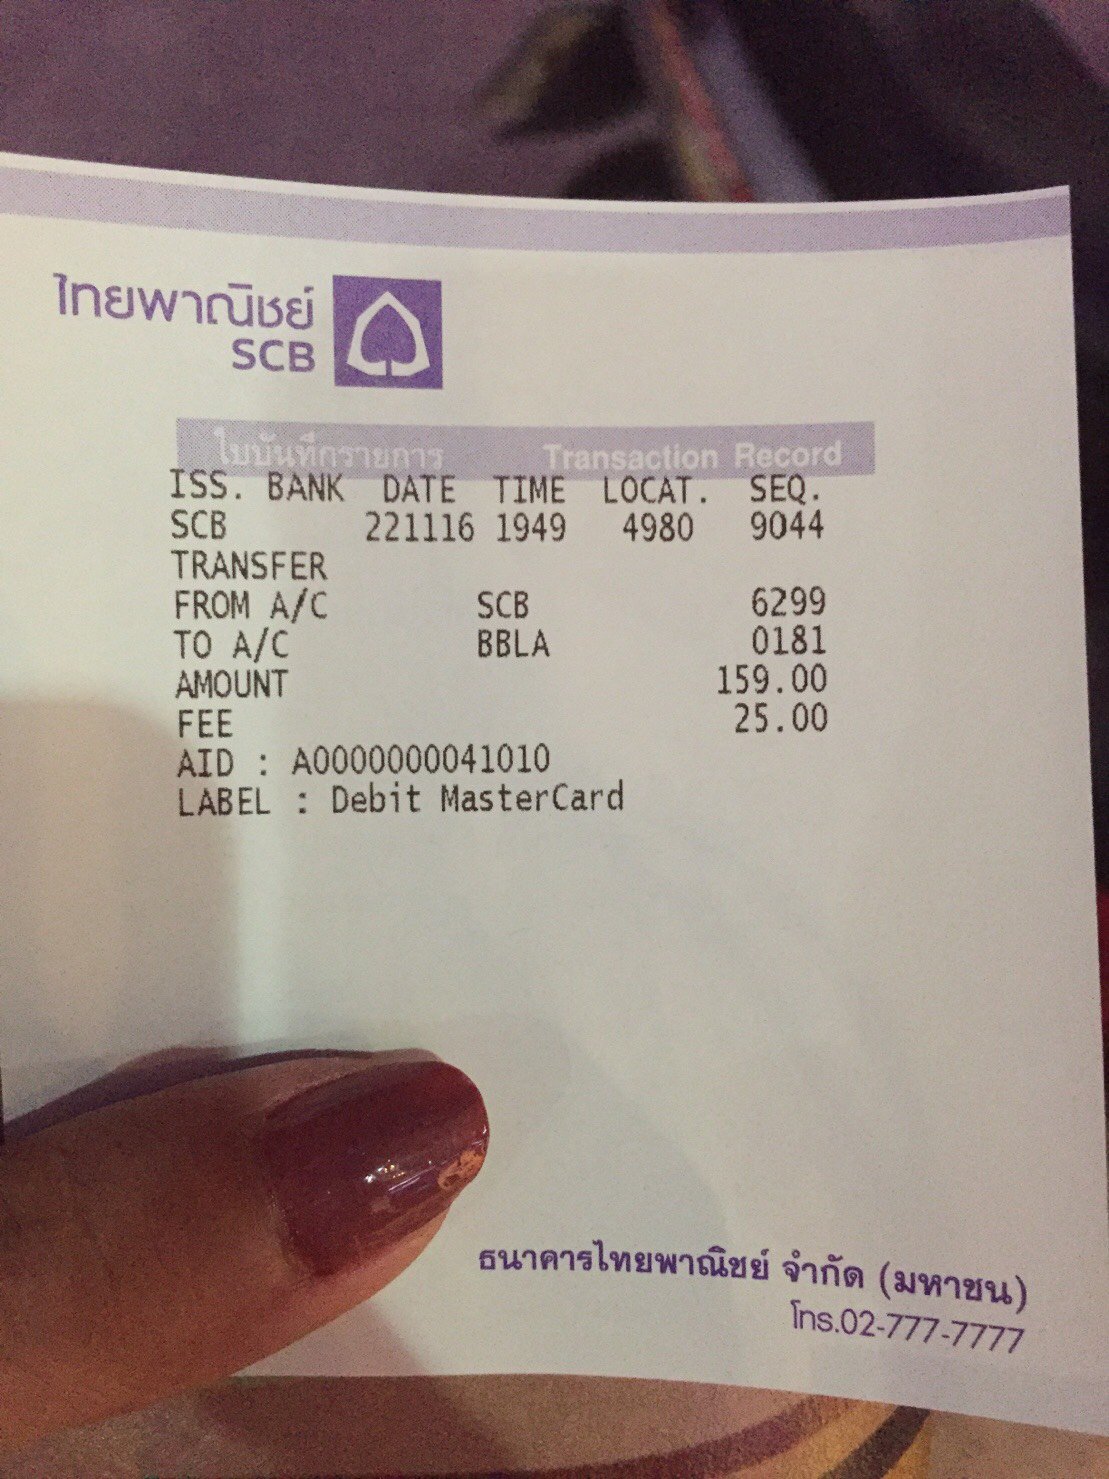 ไทยพาณิชย์
SCB
ใบบันทึกรายการ Transaction Record
ISS. BANK DATE TIME LOCAT. SEQ.
SCB 221116 1949 4980 9044
TRANSFER
FROM A/C SCB 6299
TO A/C BBLA 0181
AMOUNT 159.00
FEE 25.00
AID : A0000000041010
LABEL : Debit MasterCard
ธนาคารไทยพาณิชย์ จำกัด (มหาชน)
โทร.02-777-7777